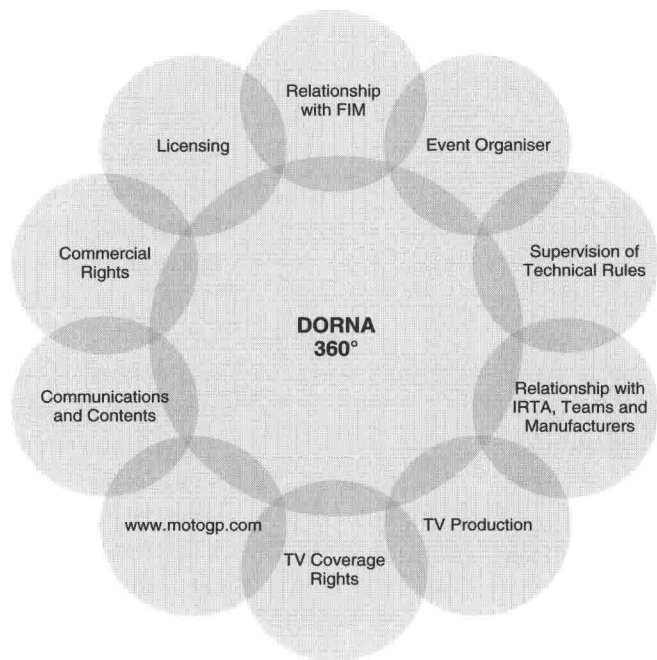 Relationship
with FIM
Event Organiser
Supervision of
Technical Rules
Relationship with
IRTA, Teams and
Manufacturers
TV Production
TV Coverage
Rights
www.motogp.com
Communications
and Contents
Commercial
Rights
Licensing
DORNA
360°